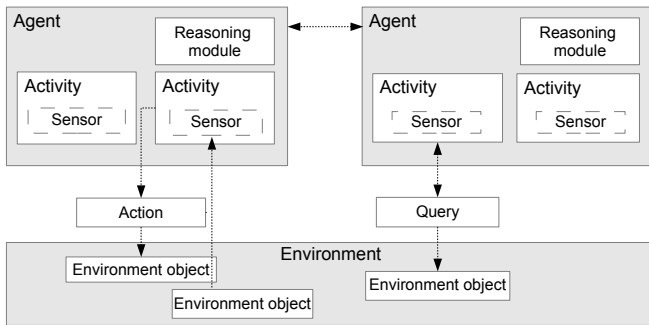 Agent
Reasoning
module
Activity
Sensor
Activity
Sensor
Agent
Reasoning
module
Activity
Sensor
Activity
Sensor
Action
Query
Environment
Environment object
Environment object
Environment object